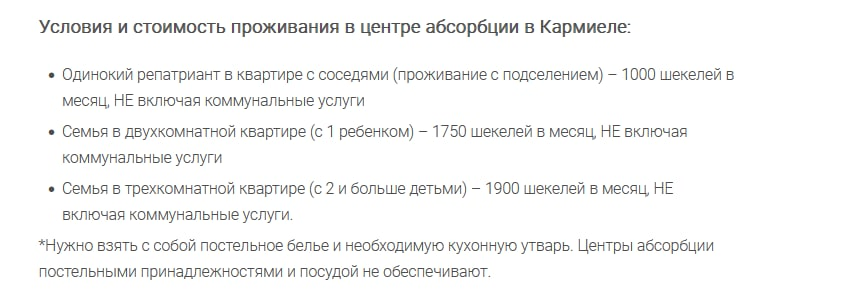 Условия и стоимость проживания в центре абсорбции в Кармиеле:
• Одинокий репатриант в квартире с соседями (проживание с подселением) – 1000 шекелей в
месяц, НЕ включая коммунальные услуги
• Семья в двухкомнатной квартире (с 1 ребенком) – 1750 шекелей в месяц, НЕ включая
коммунальные услуги
• Семья в трехкомнатной квартире (с 2 и больше детьми) – 1900 шекелей в месяц, НЕ
включая коммунальные услуги.
*Нужно взять с собой постельное белье и необходимую кухонную утварь. Центры абсорбции
постельными принадлежностями и посудой не обеспечивают.